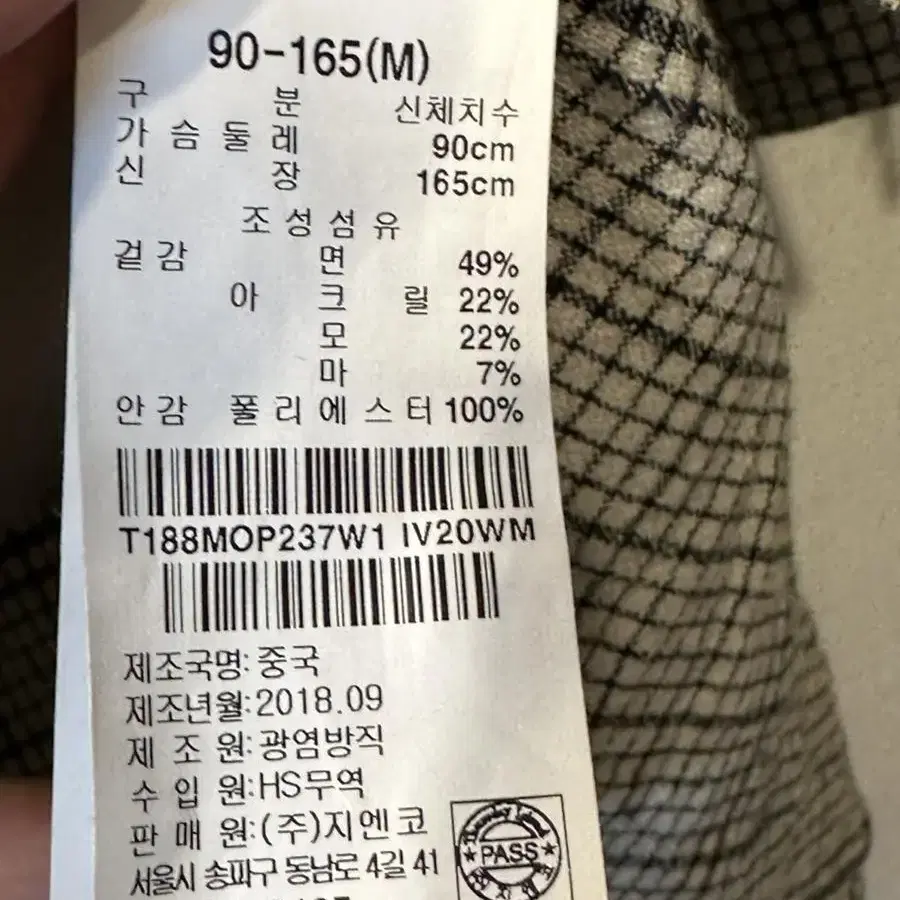 90-165(M)
구 분 신체치수
가 슴 둘 레 90cm
신 장 165cm
조 성 섬 유
겉 감 면 49%
아 크 릴 22%
모 22%
마 7%
안 감 폴 리 에 스 터 100%
T188MOP237W1 IV20WM
제조국명: 중국
제조년월:2018.09
제 조 원: 광염방직
수 입 원: HS무역
판 매 원:(주)지엔코
서울시 송파구 동남로 4길 41
PASS